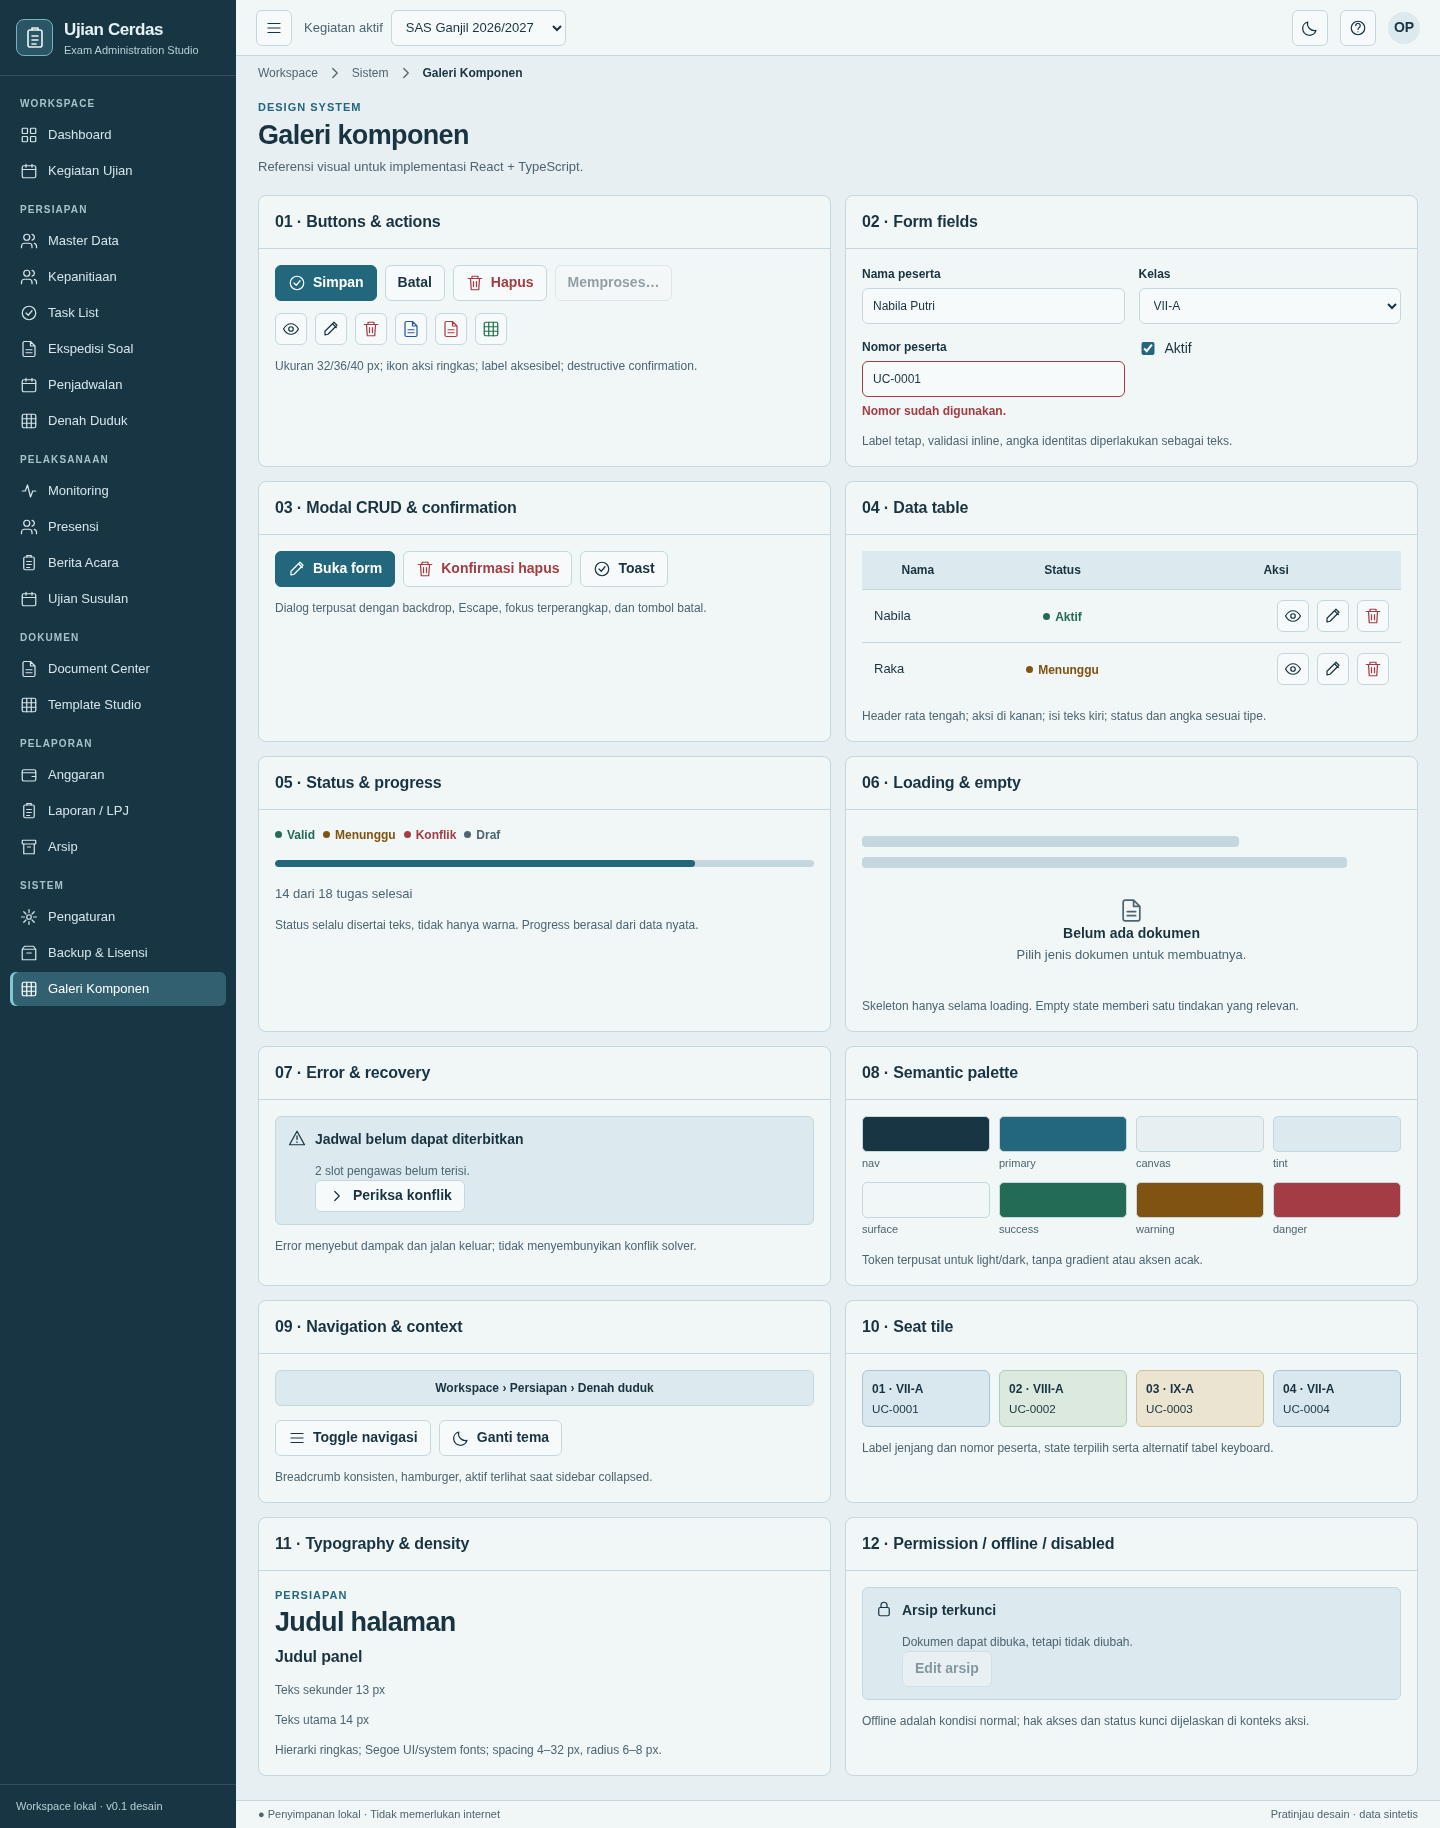 Ujian Cerdas
Exam Administration Studio
WORKSPACE
Dashboard
Kegiatan Ujian
PERSIAPAN
Master Data
Kepanitiaan
Task List
Ekspedisi Soal
Penjadwalan
Denah Duduk
PELAKSANAAN
Monitoring
Presensi
Berita Acara
Ujian Susulan
DOKUMEN
Document Center
Template Studio
PELAPORAN
Anggaran
Laporan / LPJ
Arsip
SISTEM
Pengaturan
Backup & Lisensi
Galeri Komponen
Workspace lokal · v0.1 desain
Kegiatan aktif SAS Ganjil 2026/2027 OP
Workspace Sistem Galeri Komponen
DESIGN SYSTEM
Galeri komponen
Referensi visual untuk implementasi React + TypeScript.
01 · Buttons & actions
Simpan Batal Hapus Memproses...
Ukuran 32/36/40 px; ikon aksi ringkas; label aksesibel; destructive confirmation.
02 · Form fields
Nama peserta Kelas
Nabila Putri VII-A
Nomor peserta Aktif
UC-0001
Nomor sudah digunakan.
Label tetap, validasi inline, angka identitas diperlakukan sebagai teks.
03 · Modal CRUD & confirmation
Buka form Konfirmasi hapus Toast
Dialog terpusat dengan backdrop, Escape, fokus terperangkap, dan tombol batal.
04 · Data table
Nama Status Aksi
Nabila Aktif
Raka Menunggu
Header rata tengah; aksi di kanan; isi teks kiri; status dan angka sesuai tipe.
05 · Status & progress
Valid Menunggu Konflik Draf
14 dari 18 tugas selesai
Status selalu disertai teks, tidak hanya warna. Progress berasal dari data nyata.
06 · Loading & empty
Belum ada dokumen
Pilih jenis dokumen untuk membuatnya.
Skeleton hanya selama loading. Empty state memberi satu tindakan yang relevan.
07 · Error & recovery
Jadwal belum dapat diterbitkan
2 slot pengawas belum terisi.
Periksa konflik
Error menyebut dampak dan jalan keluar; tidak menyembunyikan konflik solver.
08 · Semantic palette
nav primary canvas tint
surface success warning danger
Token terpusat untuk light/dark, tanpa gradient atau aksen acak.
09 · Navigation & context
Workspace › Persiapan › Denah duduk
Toggle navigasi Ganti tema
Breadcrumb konsisten, hamburger, aktif terlihat saat sidebar collapsed.
10 · Seat tile
01 · VII-A 02 · VIII-A 03 · IX-A 04 · VII-A
UC-0001 UC-0002 UC-0003 UC-0004
Label jenjang dan nomor peserta, state terpilih serta alternatif tabel keyboard.
11 · Typography & density
PERSIAPAN
Judul halaman
Judul panel
Teks sekunder 13 px
Teks utama 14 px
Hierarki ringkas; Segoe UI/system fonts; spacing 4–32 px, radius 6–8 px.
12 · Permission / offline / disabled
Arsip terkunci
Dokumen dapat dibuka, tetapi tidak diubah.
Edit arsip
Offline adalah kondisi normal; hak akses dan status kunci dijelaskan di konteks aksi.
● Penyimpanan lokal · Tidak memerlukan internet
Pratinjau desain · data sintetis